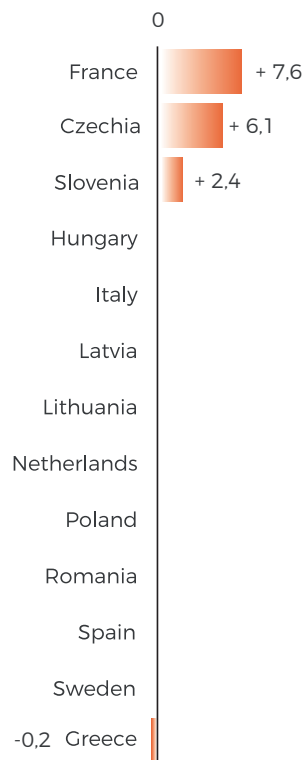 0
France + 7,6
Czechia + 6,1
Slovenia + 2,4
Hungary
Italy
Latvia
Lithuania
Netherlands
Poland
Romania
Spain
Sweden
-0,2 Greece